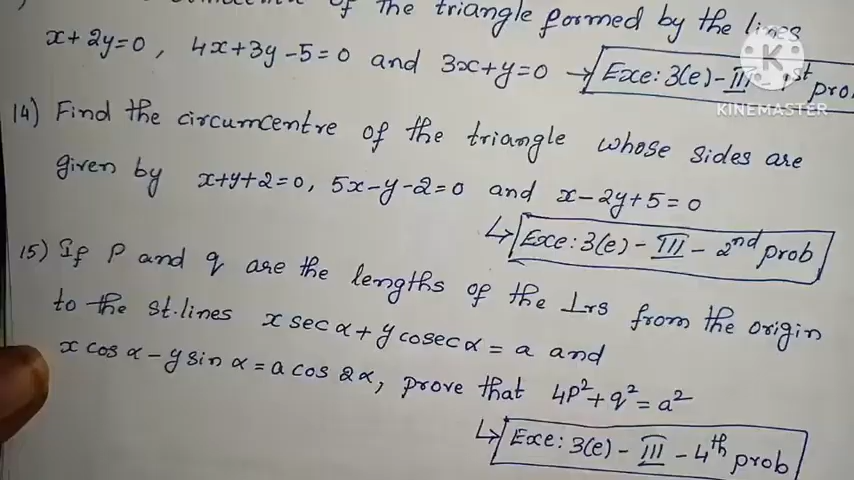 of the triangle formed by the lines
x+2y=0, 4x+3y-5=0 and 3x+y=0 → Exe: 3(e)-III-1st
KINEMASTER
14) Find the circumcentre of the triangle whose sides are
given by x+y+2=0, 5x-y-2=0 and x-2y+5=0
↳ Exe: 3(e)-III-2nd prob
15) If P and q are the lengths of the ⊥rs from the origin
to the st.lines x sec α + y cosec α = a and
x cos α - y sin α = a cos 2α, prove that 4P²+q²=a²
↳ Exe: 3(e)-III-4th prob